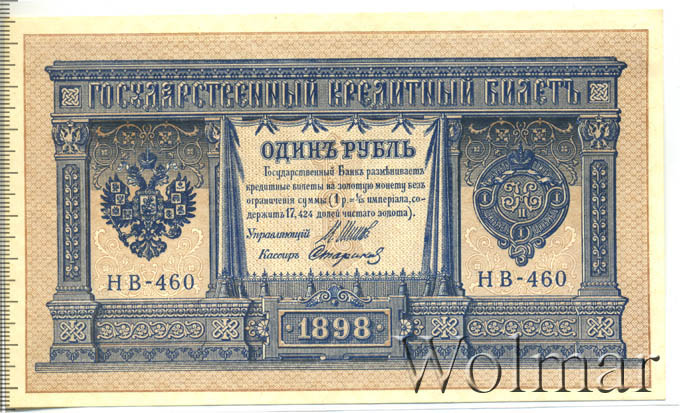 ГОСУДАРСТВЕННЫЙ КРЕДИТНЫЙ БИЛЕТЪ
ОДИНЪ РУБЛЬ
Государственный Банкъ размѣниваетъ
кредитные билеты на золотую монету безъ
ограниченія суммы (1 р.= 1/15 имперіала, со-
держитъ 17,424 долей чистаго золота).
Управляющій
Кассиръ
НВ-460
НВ-460
1898
Wolmar